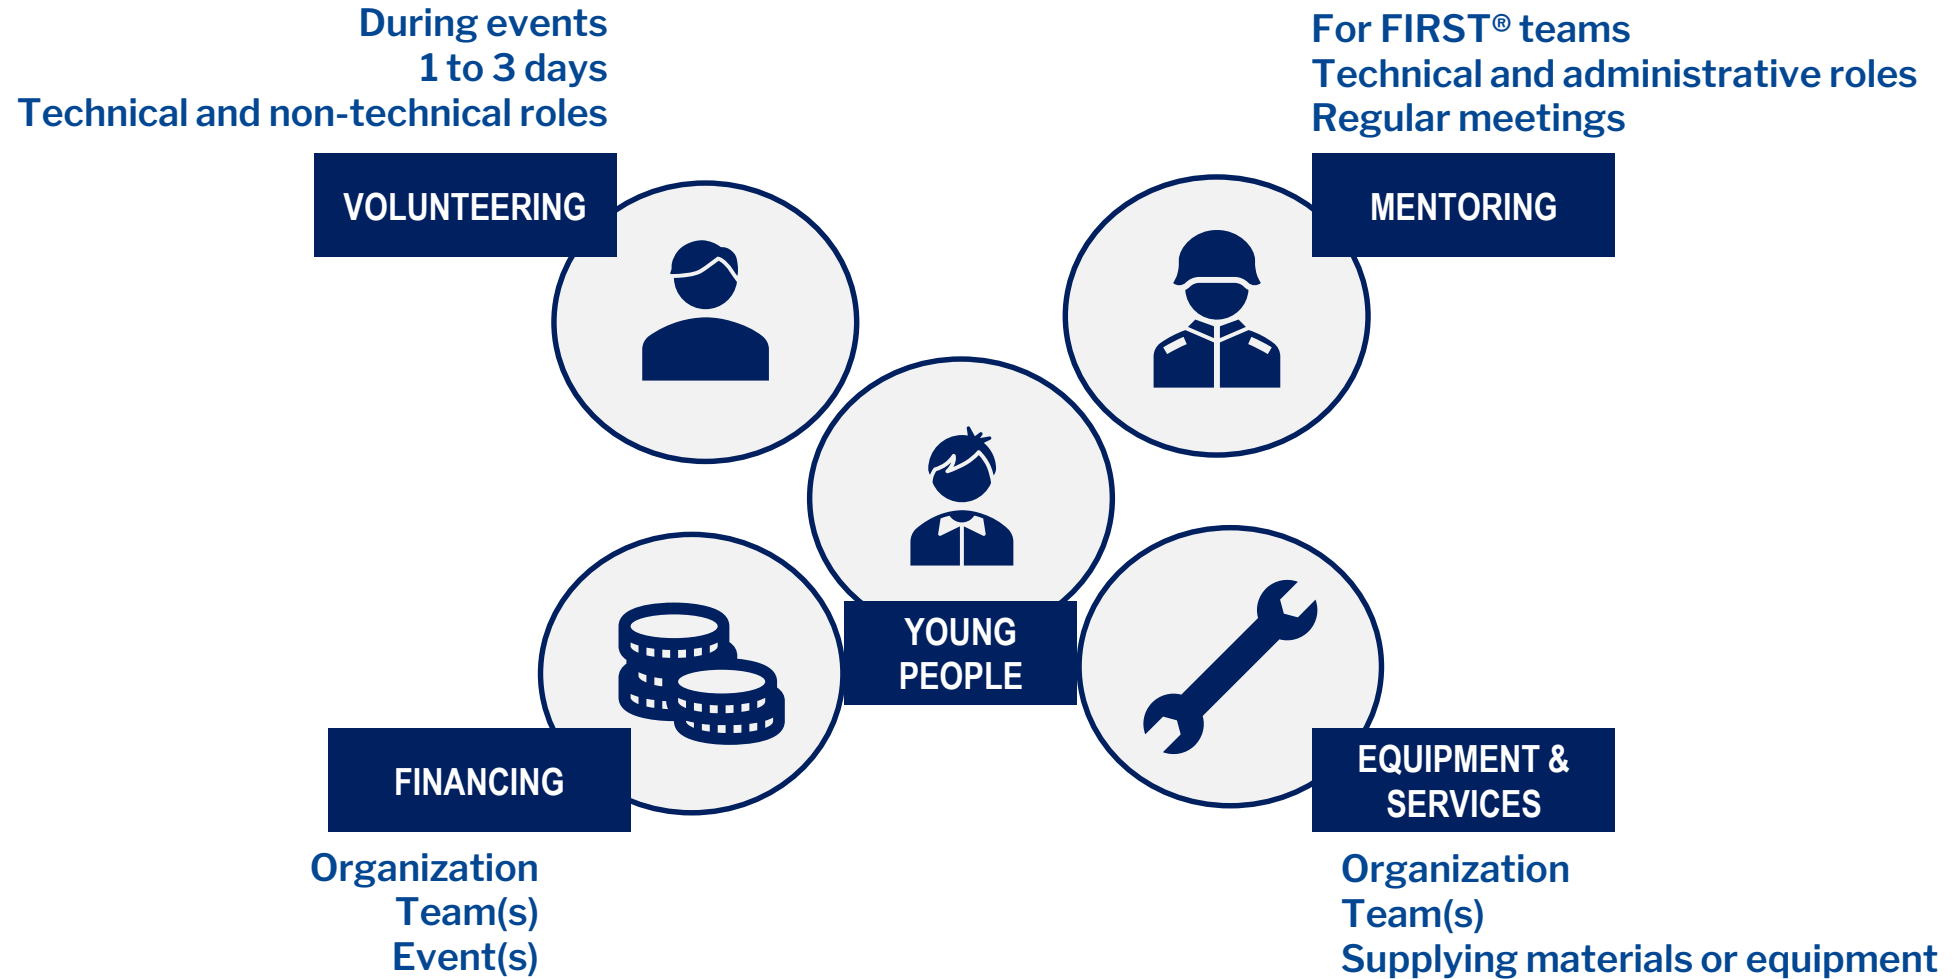 During events
1 to 3 days
Technical and non-technical roles
VOLUNTEERING
For FIRST® teams
Technical and administrative roles
Regular meetings
MENTORING
YOUNG
PEOPLE
FINANCING
Organization
Team(s)
Event(s)
EQUIPMENT &
SERVICES
Organization
Team(s)
Supplying materials or equipment